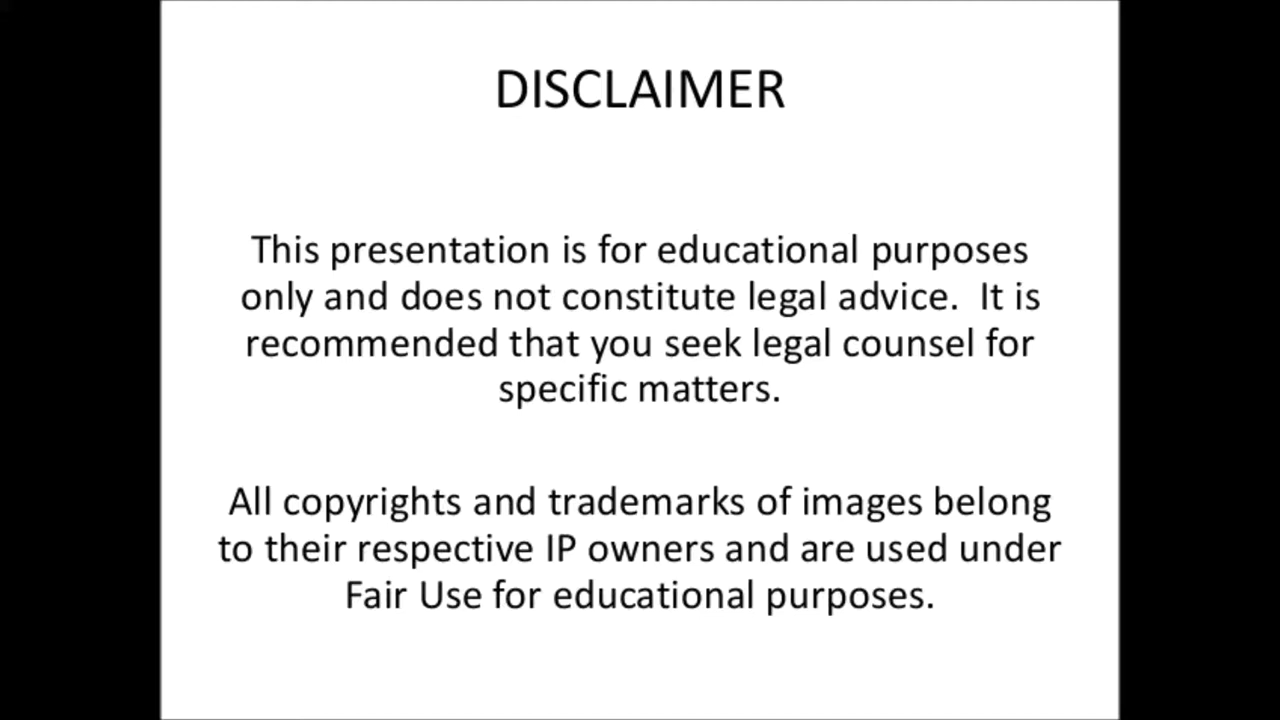 DISCLAIMER
This presentation is for educational purposes
only and does not constitute legal advice.  It is
recommended that you seek legal counsel for
specific matters.
All copyrights and trademarks of images belong
to their respective IP owners and are used under
Fair Use for educational purposes.